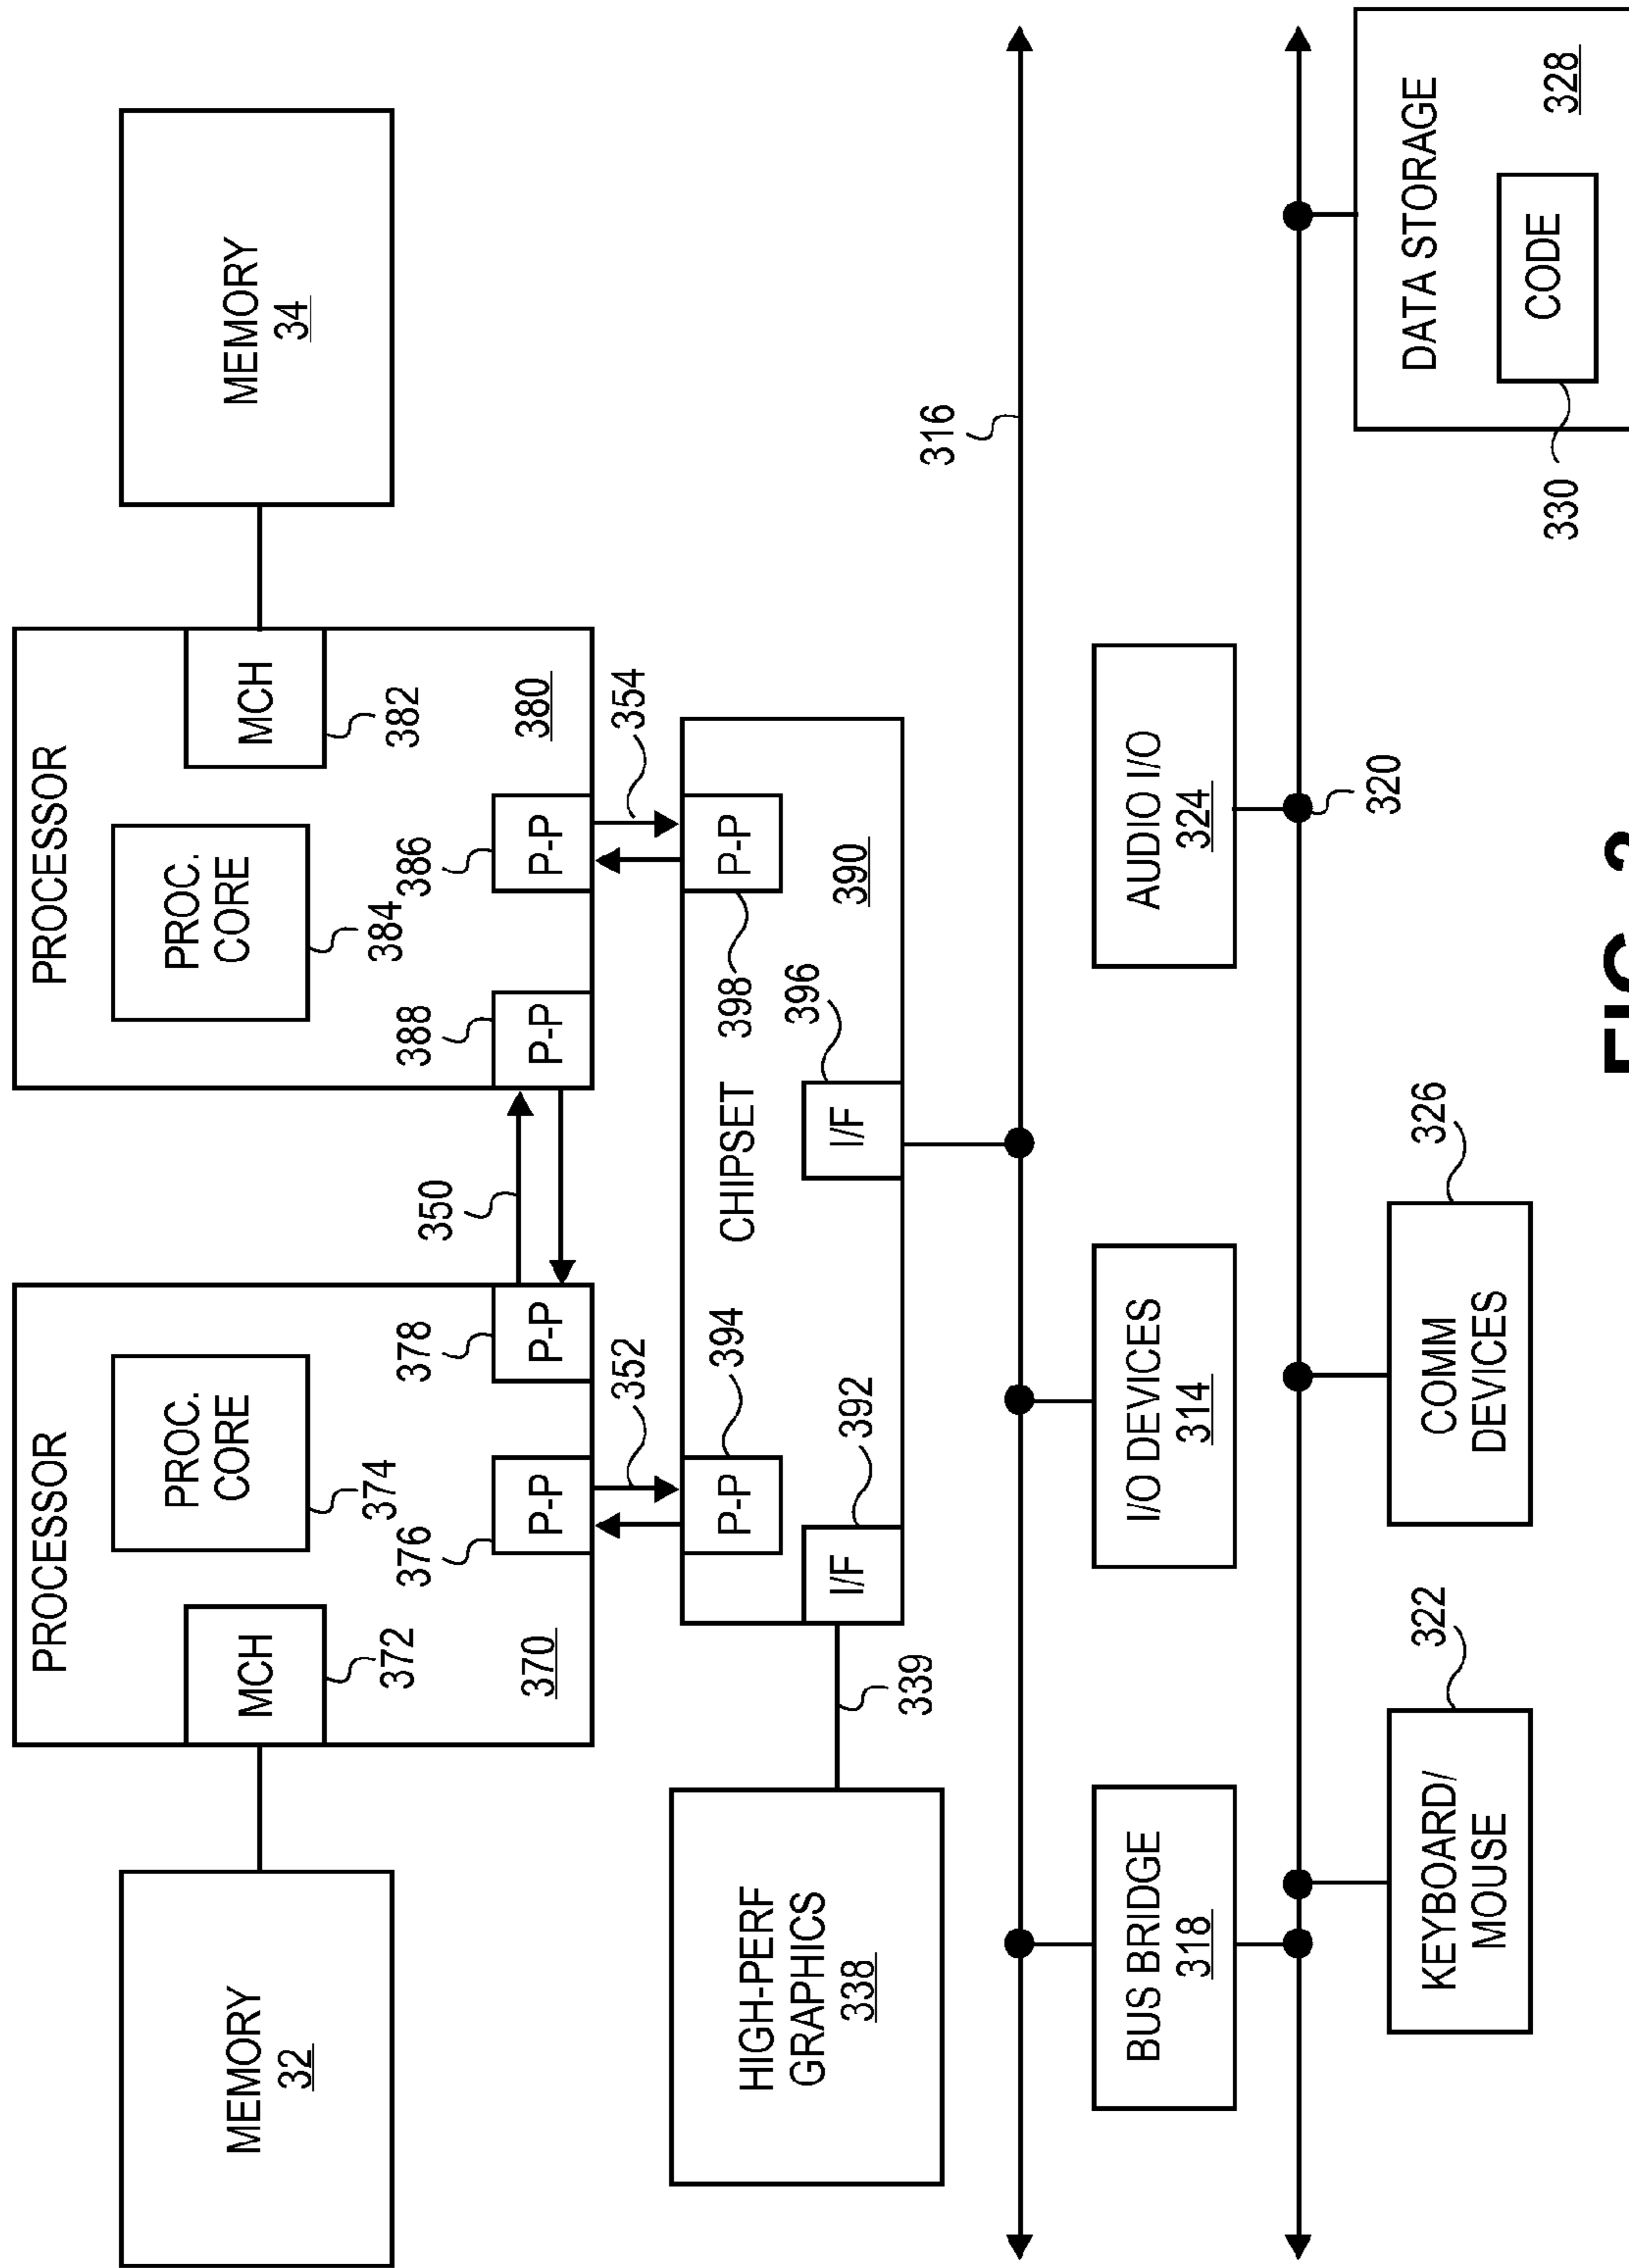 PROCESSOR
PROCESSOR
MEMORY
32
MCH
372
PROC.
CORE
374
370
376
P-P
378
P-P
350
388
P-P
PROC.
CORE
384
386
P-P
MCH
382
380
MEMORY
34
352
354
HIGH-PERF
GRAPHICS
338
339
I/F
392
P-P
394
CHIPSET
I/F
396
398
P-P
390
316
BUS BRIDGE
318
I/O DEVICES
314
AUDIO I/O
324
320
KEYBOARD/
MOUSE
322
COMM
DEVICES
326
DATA STORAGE
CODE
328
330